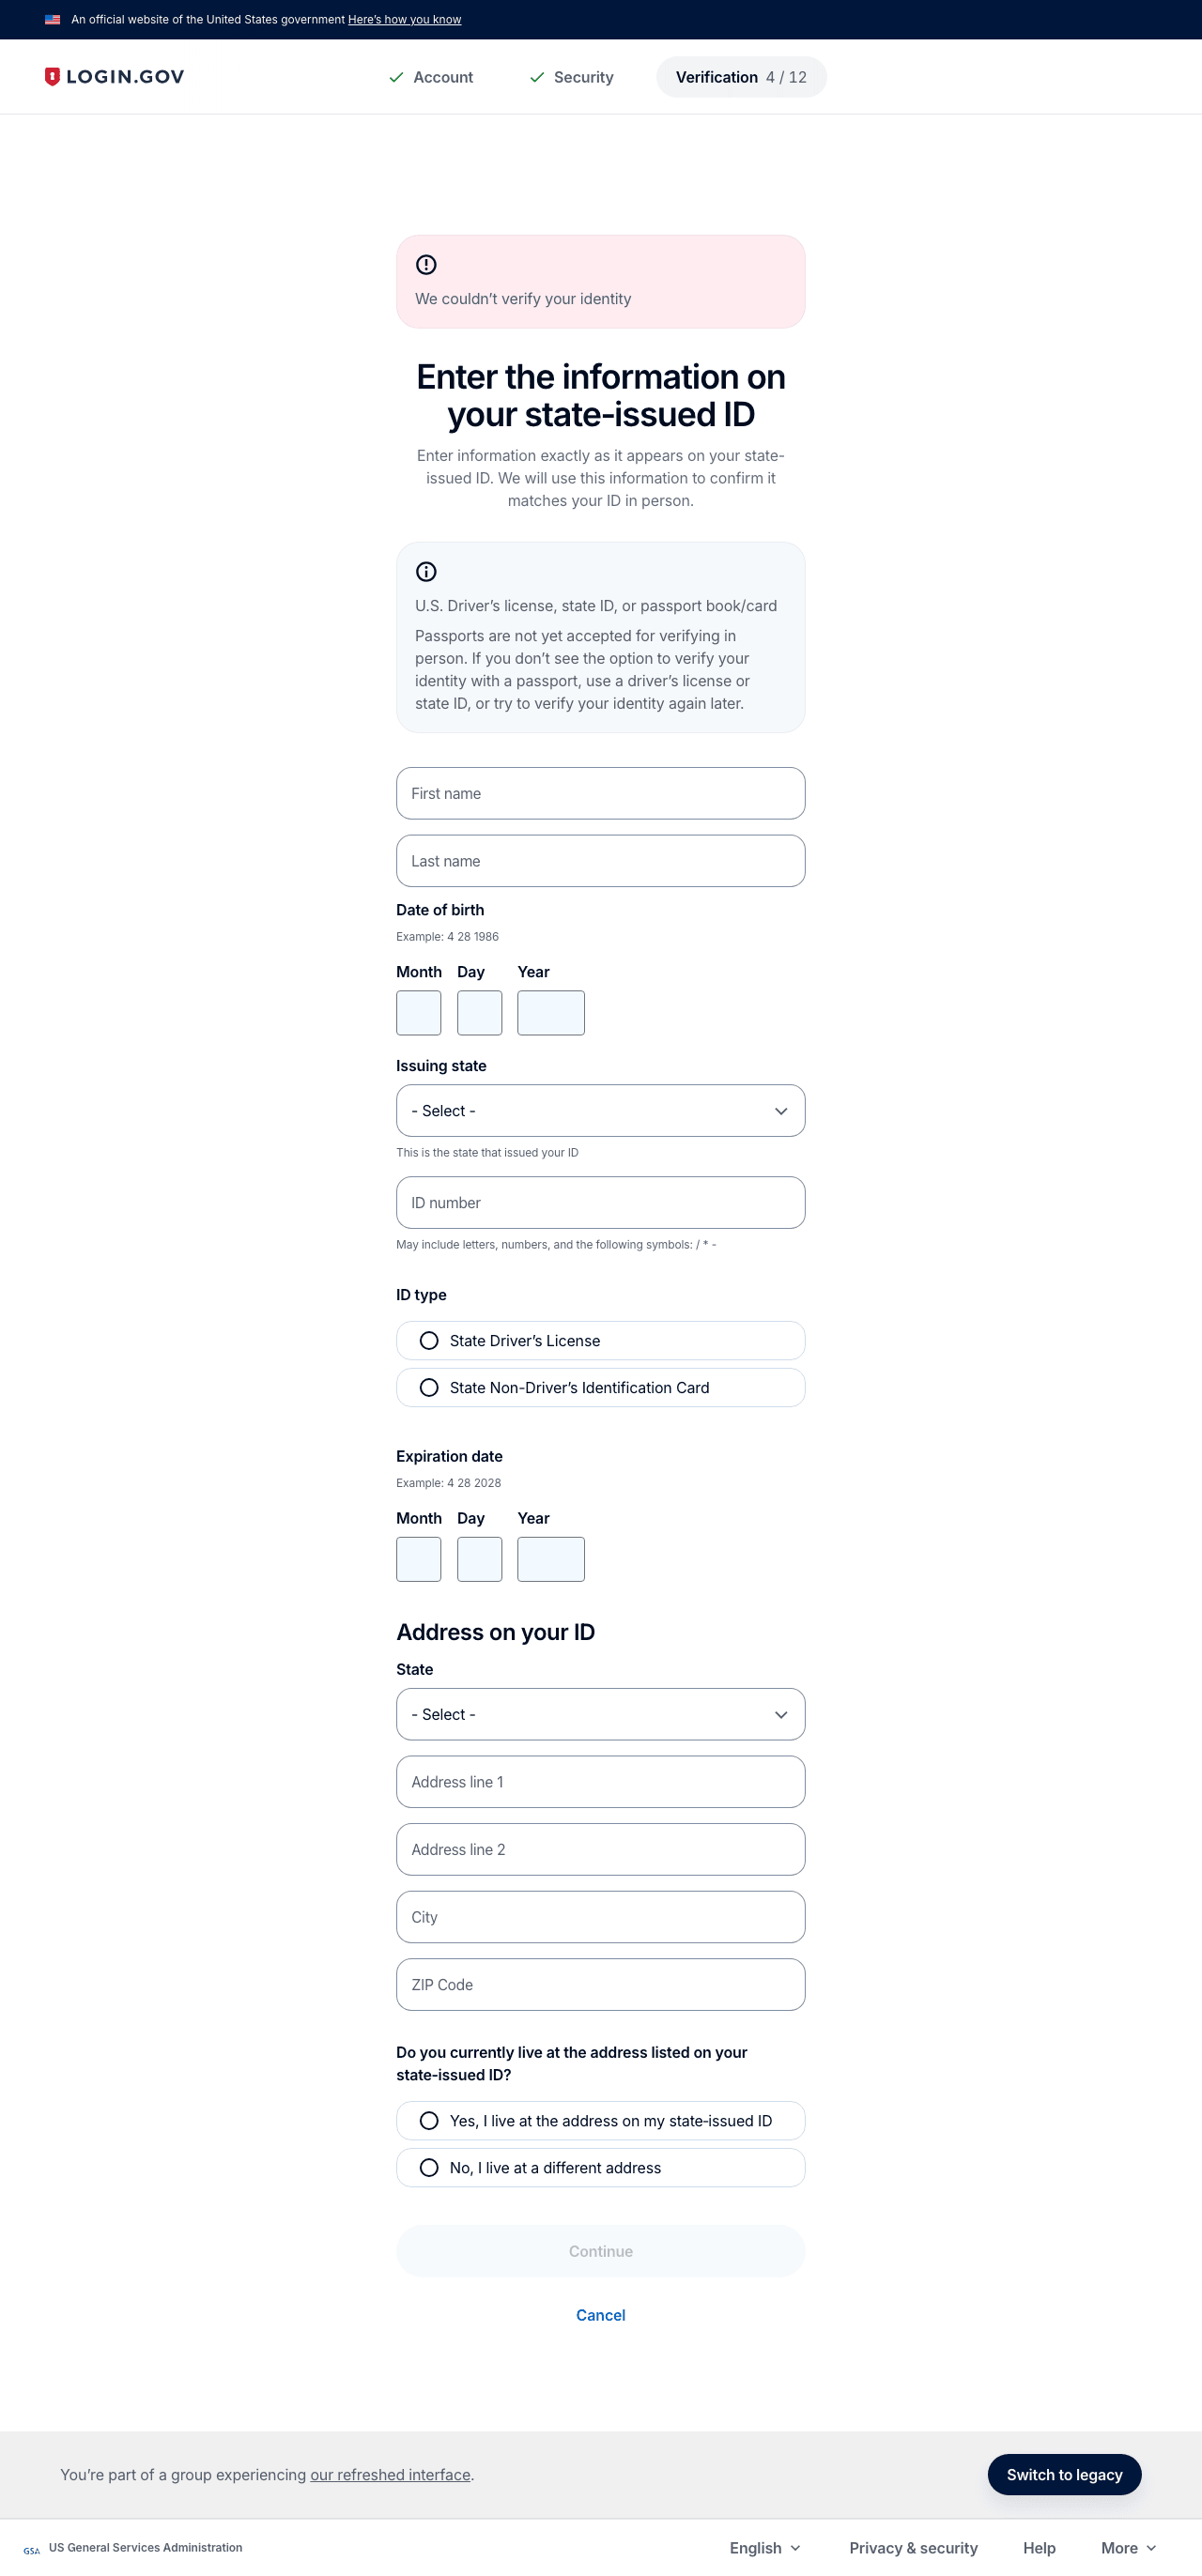 An official website of the United States government Here’s how you know
LOGIN.GOV
Account
Security
Verification 4 / 12
We couldn’t verify your identity
Enter the information on
your state-issued ID
Enter information exactly as it appears on your state-
issued ID. We will use this information to confirm it
matches your ID in person.
U.S. Driver’s license, state ID, or passport book/card
Passports are not yet accepted for verifying in
person. If you don’t see the option to verify your
identity with a passport, use a driver’s license or
state ID, or try to verify your identity again later.
First name
Last name
Date of birth
Example: 4 28 1986
Month Day Year
Issuing state
- Select -
This is the state that issued your ID
ID number
May include letters, numbers, and the following symbols: / * -
ID type
State Driver’s License
State Non-Driver’s Identification Card
Expiration date
Example: 4 28 2028
Month Day Year
Address on your ID
State
- Select -
Address line 1
Address line 2
City
ZIP Code
Do you currently live at the address listed on your
state-issued ID?
Yes, I live at the address on my state-issued ID
No, I live at a different address
Continue
Cancel
You’re part of a group experiencing our refreshed interface.
Switch to legacy
GSA US General Services Administration
English
Privacy & security
Help
More